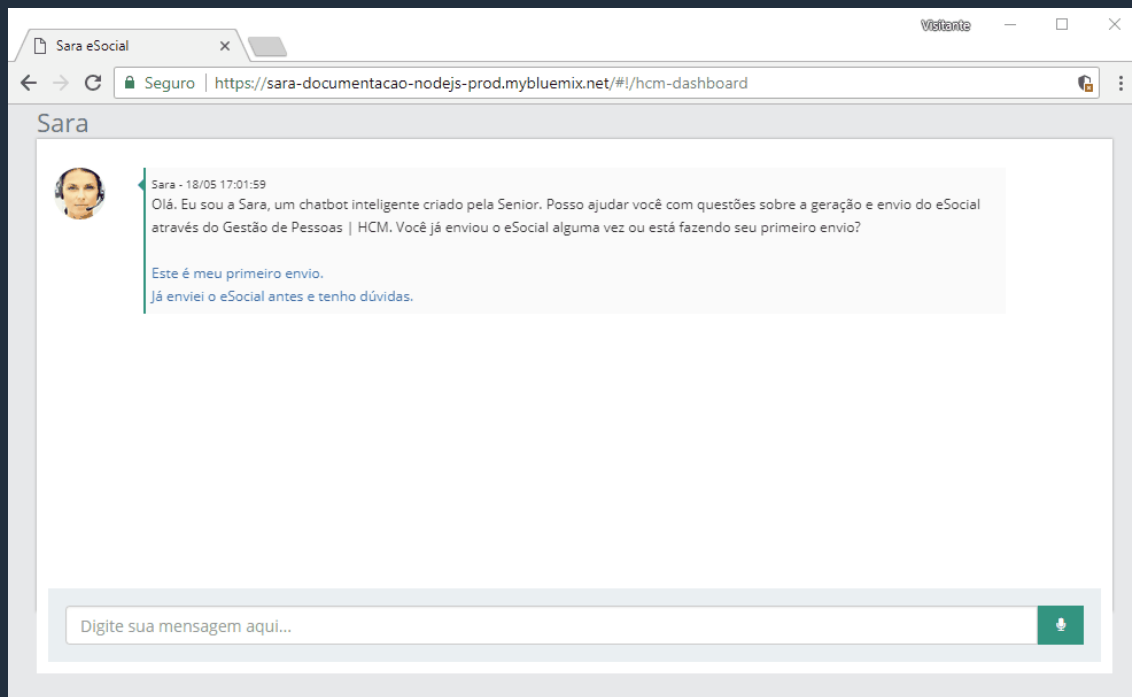 Visitante
Sara eSocial
Seguro
https://sara-documentacao-nodejs-prod.mybluemix.net/#!/hcm-dashboard
Sara
Sara - 18/05 17:01:59
Olá. Eu sou a Sara, um chatbot inteligente criado pela Senior. Posso ajudar você com questões sobre a geração e envio do eSocial
através do Gestão de Pessoas | HCM. Você já enviou o eSocial alguma vez ou está fazendo seu primeiro envio?
Este é meu primeiro envio.
Já enviei o eSocial antes e tenho dúvidas.
Digite sua mensagem aqui...